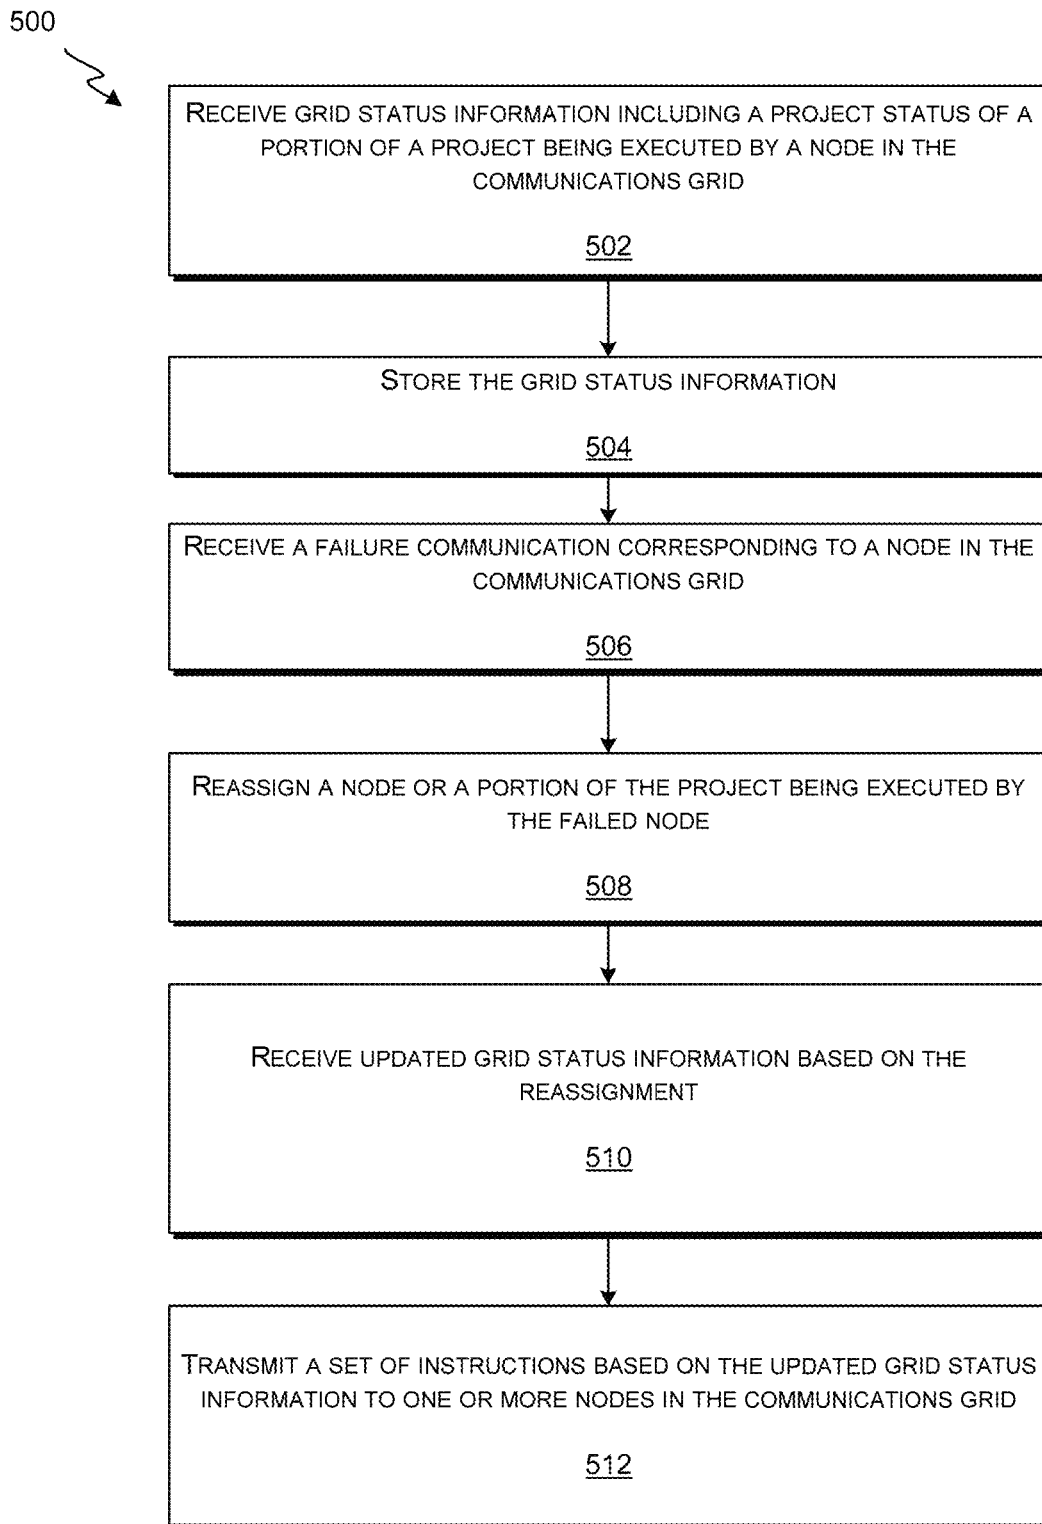 500
RECEIVE GRID STATUS INFORMATION INCLUDING A PROJECT STATUS OF A
PORTION OF A PROJECT BEING EXECUTED BY A NODE IN THE
COMMUNICATIONS GRID
502
STORE THE GRID STATUS INFORMATION
504
RECEIVE A FAILURE COMMUNICATION CORRESPONDING TO A NODE IN THE
COMMUNICATIONS GRID
506
REASSIGN A NODE OR A PORTION OF THE PROJECT BEING EXECUTED BY
THE FAILED NODE
508
RECEIVE UPDATED GRID STATUS INFORMATION BASED ON THE
REASSIGNMENT
510
TRANSMIT A SET OF INSTRUCTIONS BASED ON THE UPDATED GRID STATUS
INFORMATION TO ONE OR MORE NODES IN THE COMMUNICATIONS GRID
512